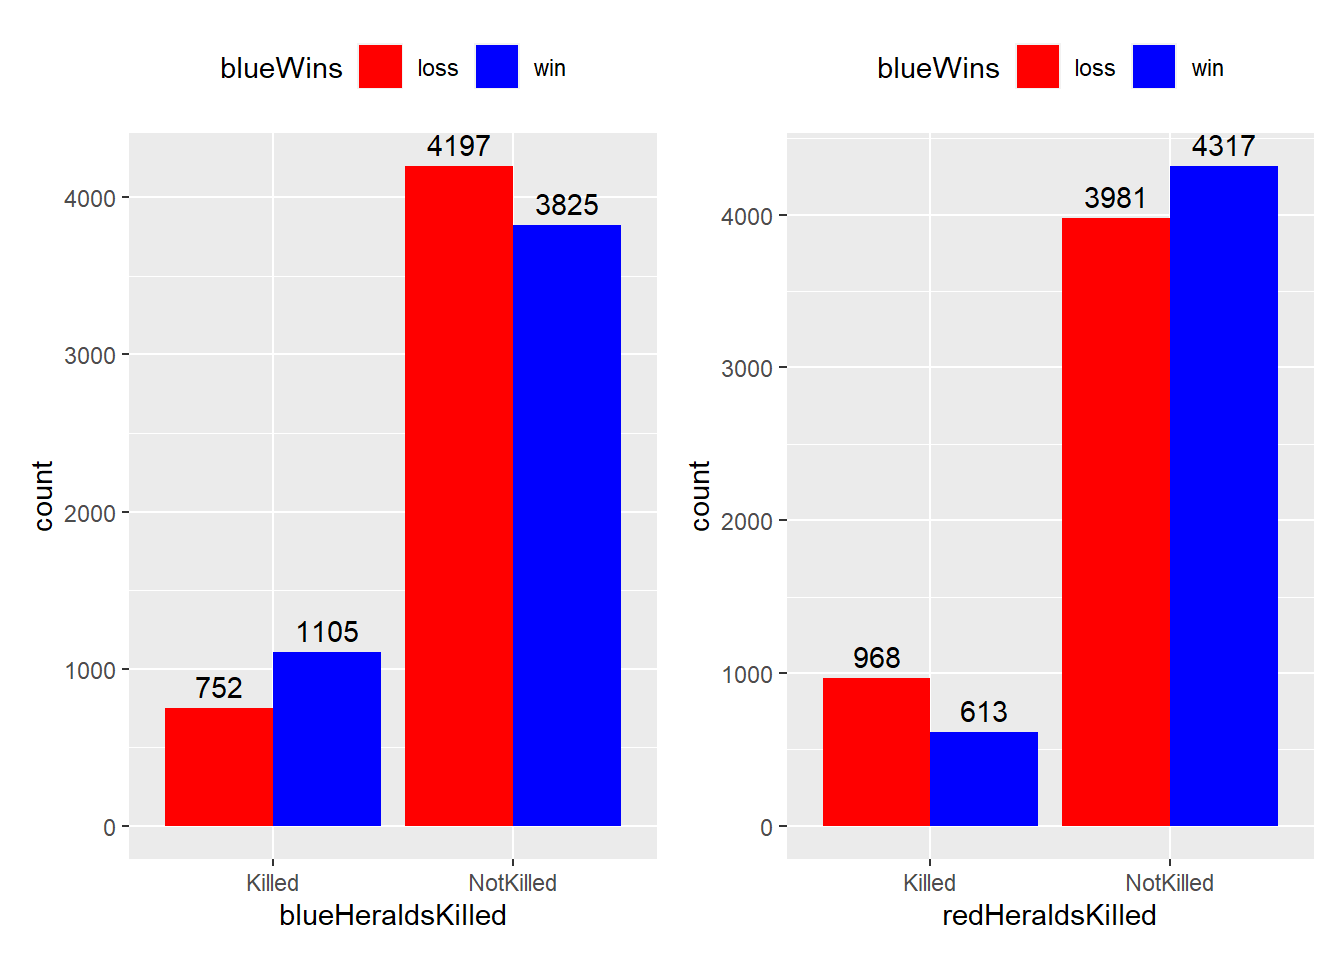 blueWins loss win
4197
3825
1105
752
4000
3000
2000
1000
0
count
Killed NotKilled
blueHeraldsKilled
blueWins loss win
4317
3981
968
613
4000
3000
2000
1000
0
count
Killed NotKilled
redHeraldsKilled